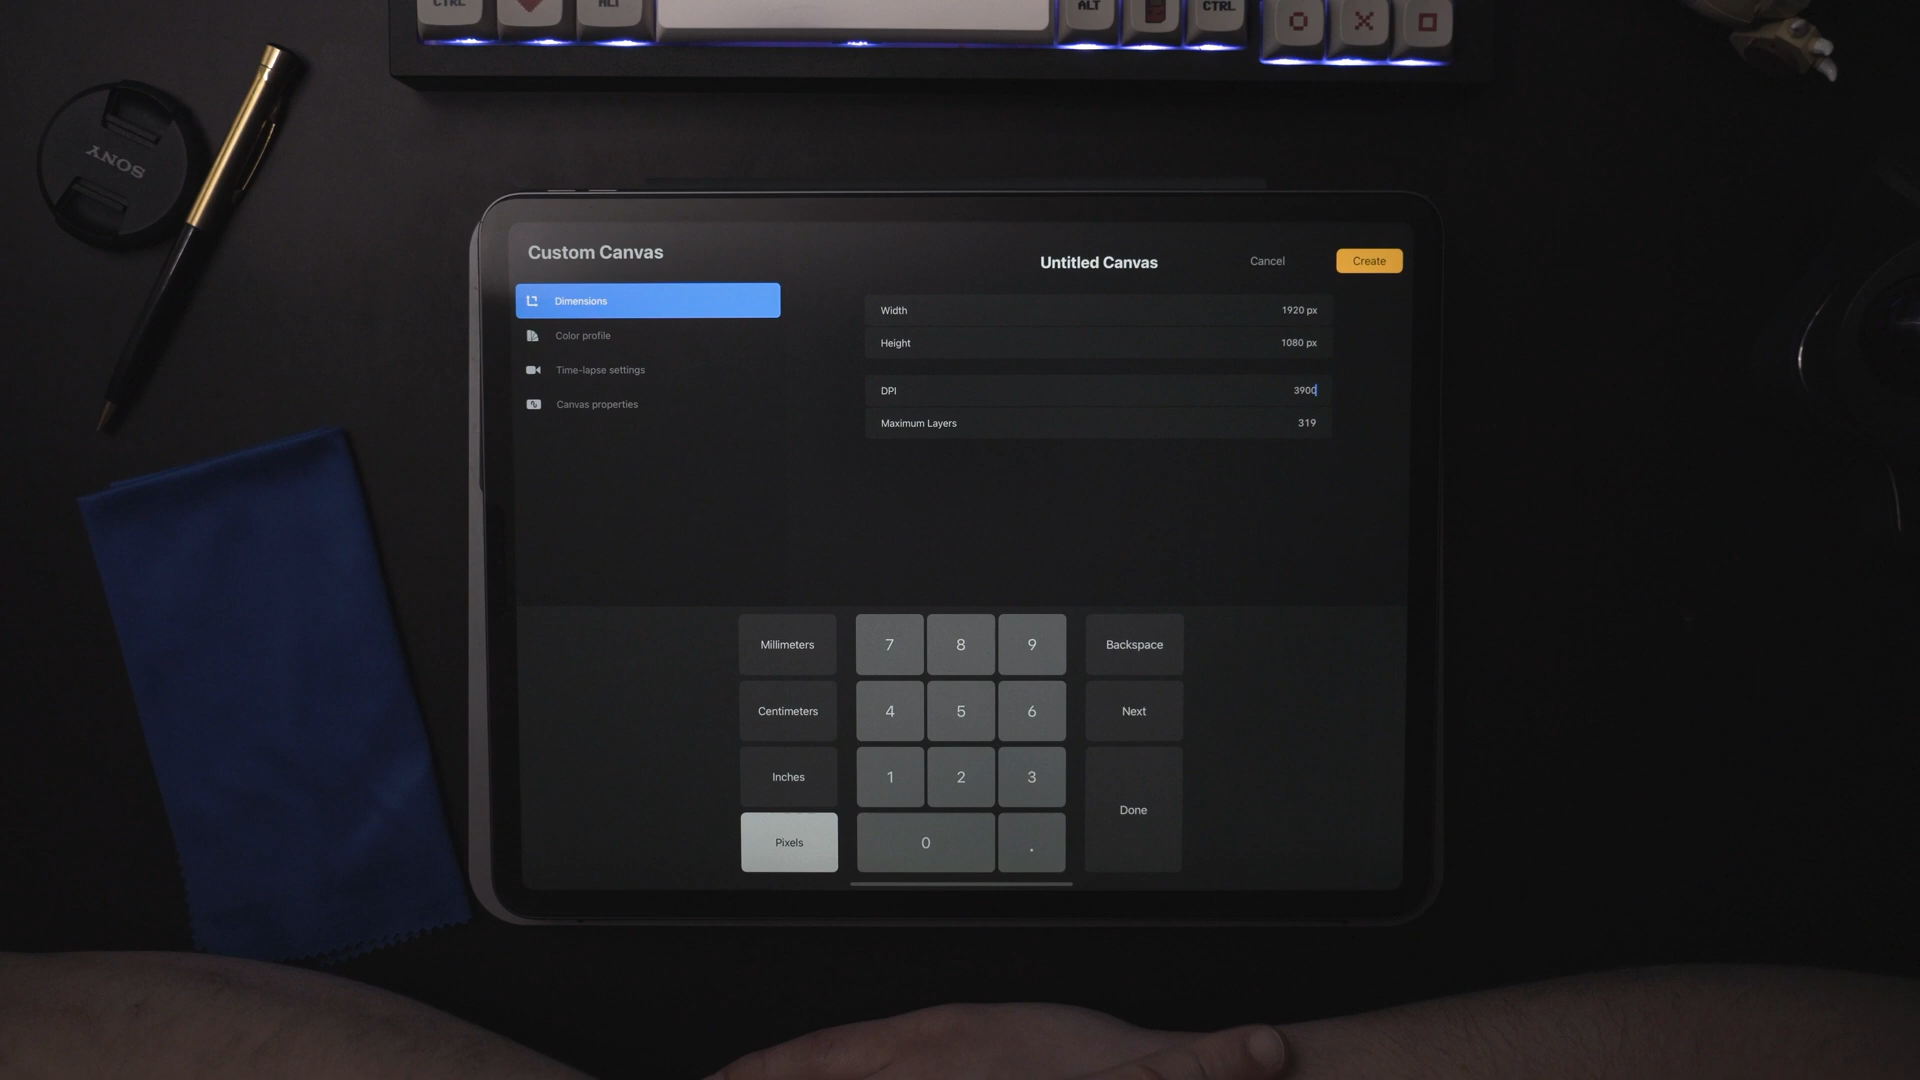 CTRL
ALT
ALT
CTRL
SONY
Custom Canvas
Untitled Canvas
Cancel
Create
Dimensions
Color profile
Time-lapse settings
Canvas properties
Width
1920 px
Height
1080 px
DPI
3900
Maximum Layers
319
Millimeters
7
8
9
Backspace
Centimeters
4
5
6
Next
Inches
1
2
3
Done
Pixels
0
.